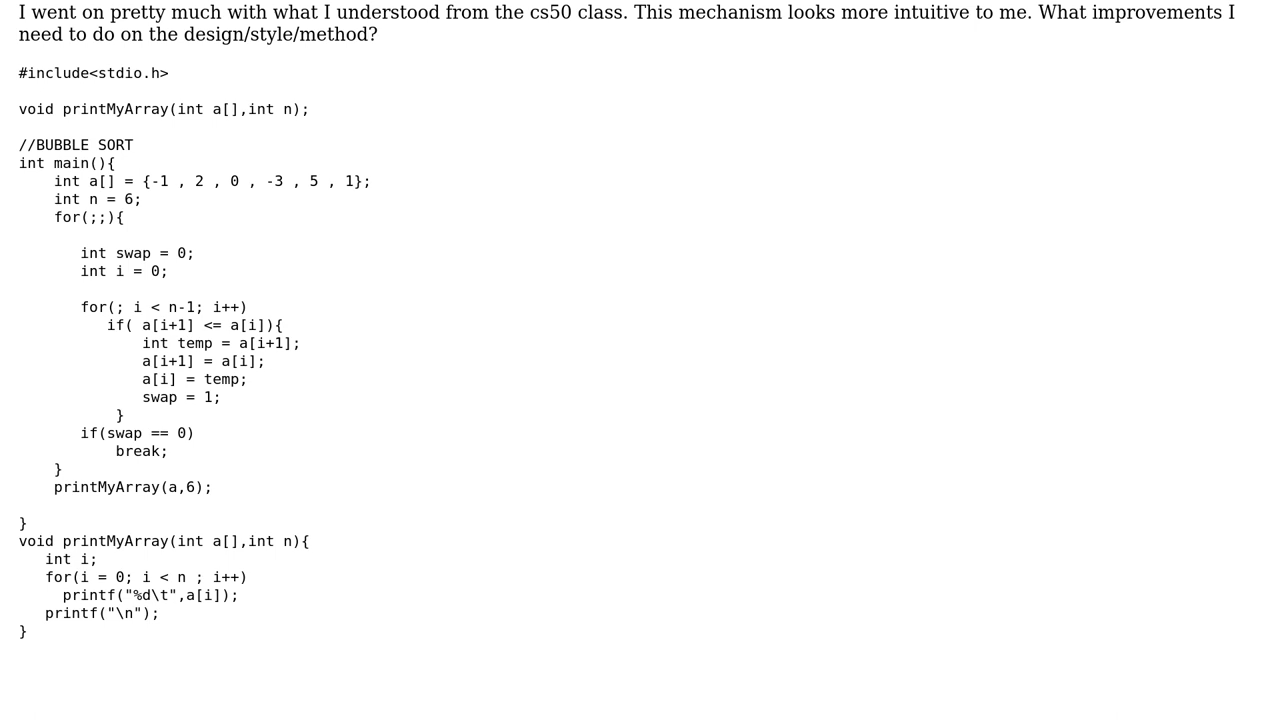 I went on pretty much with what I understood from the cs50 class. This mechanism looks more intuitive to me. What improvements I
need to do on the design/style/method?
#include<stdio.h>
void printMyArray(int a[],int n);
//BUBBLE SORT
int main(){
    int a[] = {-1 , 2 , 0 , -3 , 5 , 1};
    int n = 6;
    for(;;){
       int swap = 0;
       int i = 0;
       for(; i < n-1; i++)
          if( a[i+1] <= a[i]){
              int temp = a[i+1];
              a[i+1] = a[i];
              a[i] = temp;
              swap = 1;
           }
       if(swap == 0)
           break;
    }
    printMyArray(a,6);
}
void printMyArray(int a[],int n){
   int i;
   for(i = 0; i < n ; i++)
     printf("%d\t",a[i]);
   printf("\n");
}